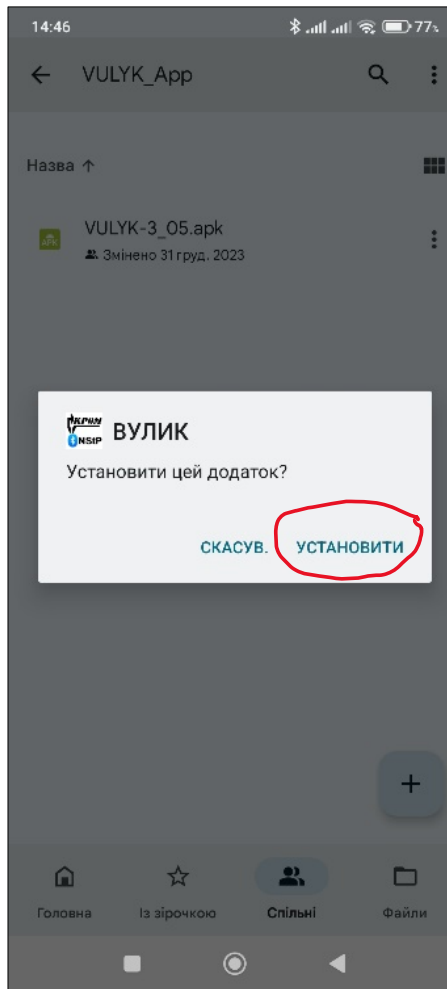 14:46
77%
VULYK_App
Назва
VULYK-3_05.apk
Змінено 31 груд. 2023
NStP
ВУЛИК
Установити цей додаток?
СКАСУВ. УСТАНОВИТИ
Головна Із зірочкою Спільні Файли